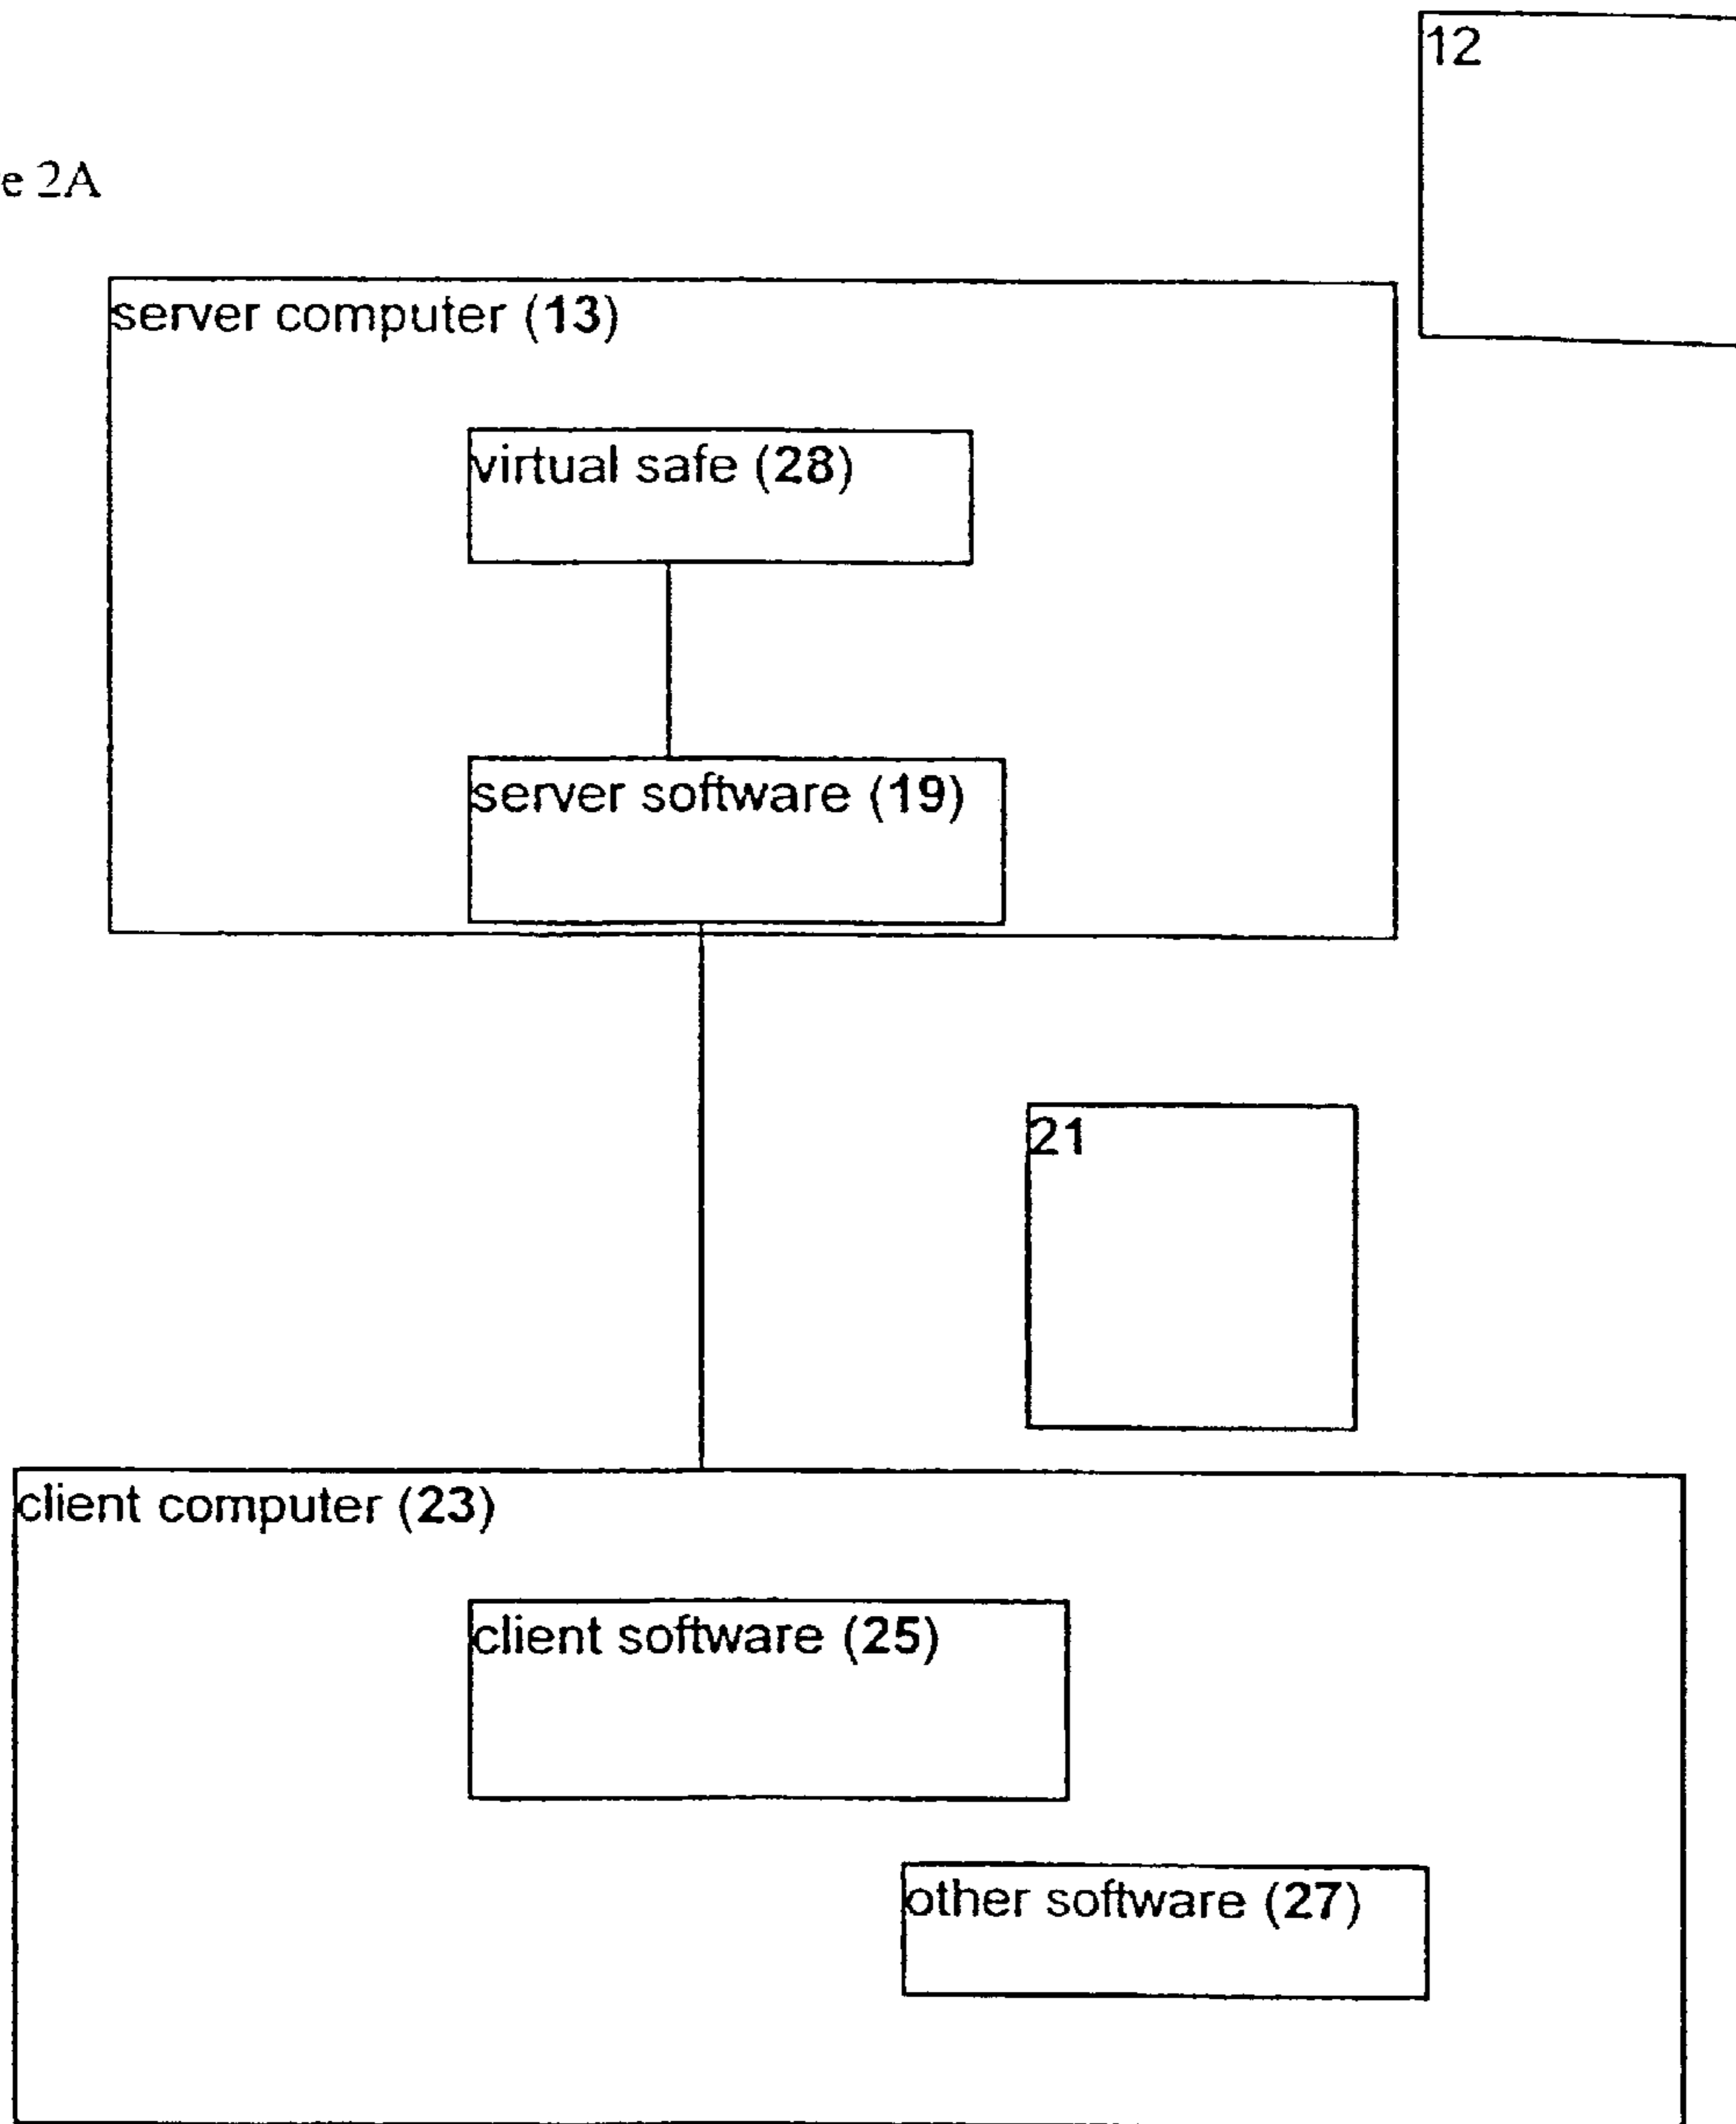 12
e 2A
server computer (13)
virtual safe (28)
server software (19)
21
client computer (23)
client software (25)
other software (27)